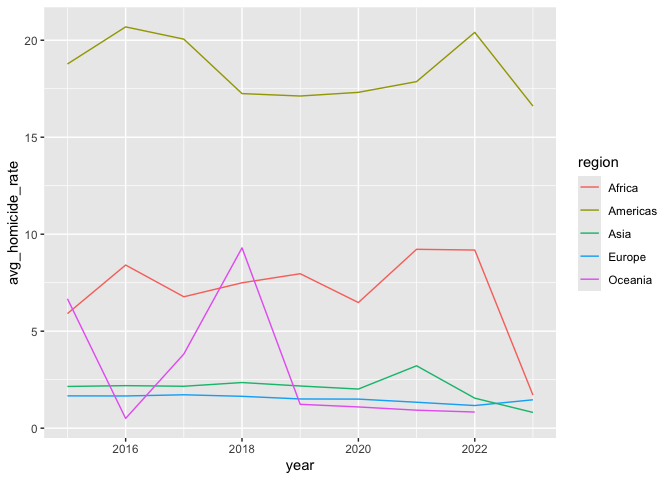 avg_homicide_rate
20
15
10
5
0
2016
2018
2020
2022
year
region
Africa
Americas
Asia
Europe
Oceania